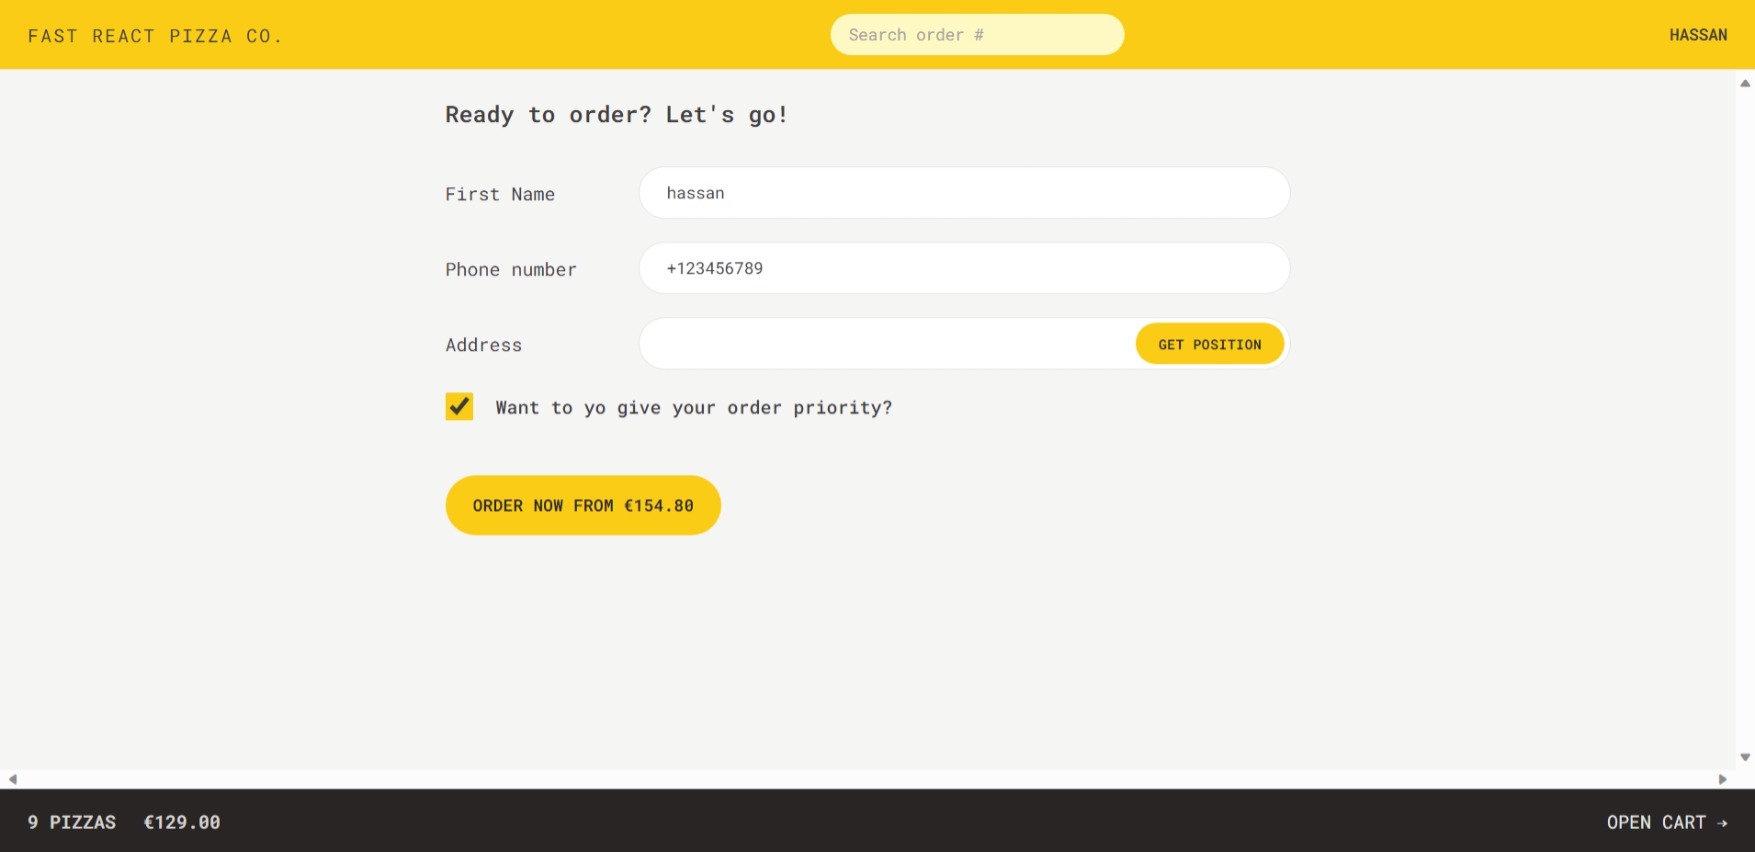 FAST REACT PIZZA CO.
Search order #
HASSAN
Ready to order? Let's go!
First Name
hassan
Phone number
+123456789
Address
GET POSITION
Want to yo give your order priority?
ORDER NOW FROM €154.80
9 PIZZAS €129.00
OPEN CART →